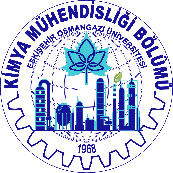 KİMYA MÜHENDİSLİĞİ BÖLÜMÜ
ESKİŞEHİR OSMANGAZİ ÜNİVERSİTESİ
1968